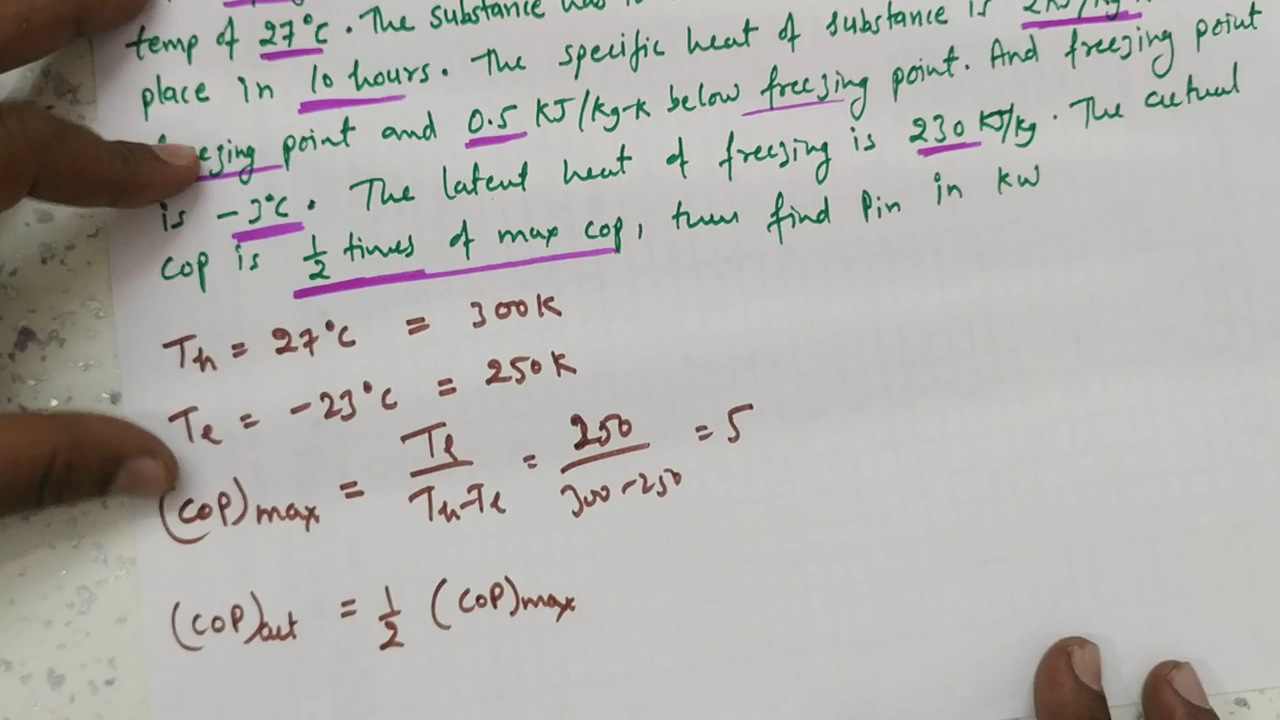 temp of 27°C. The substance has
place in 10 hours. The specific heat of substance is 2KJ/Kg
point and 0.5 KJ/Kg-K below freezing point. And freezing point
is -3°C. The latent heat of freezing is 230 KJ/Kg. The actual
COP is 1/2 times of max COP, then find Pin in kw
Th = 27°C = 300K
Te = -23°C = 250K
(COP)max = Te/(Th-Te) = 250/(300-250) = 5
(COP)act = 1/2 (COP)max